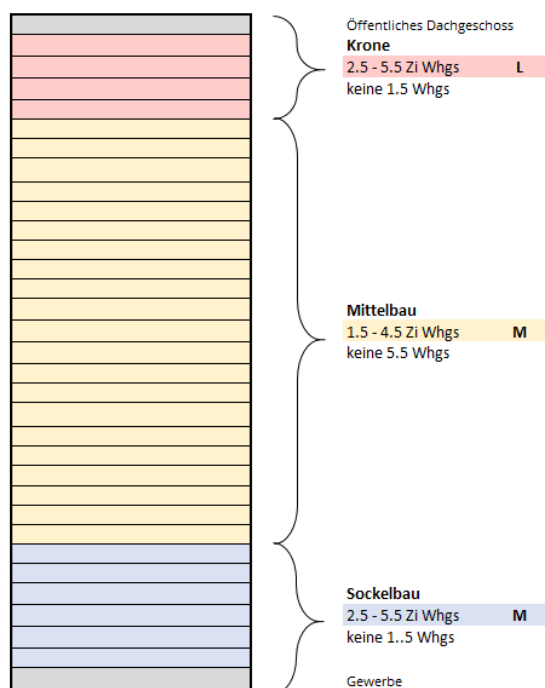 Öffentliches Dachgeschoss
Krone
2.5 - 5.5 Zi Whgs L
keine 1.5 Whgs
Mittelbau
1.5 - 4.5 Zi Whgs M
keine 5.5 Whgs
Sockelbau
2.5 - 5.5 Zi Whgs M
keine 1..5 Whgs
Gewerbe